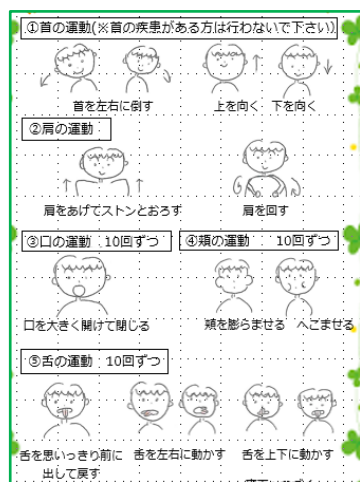 ①首の運動(※首の疾患がある方は行わないで下さい)
首を左右に倒す
上を向く 下を向く
②肩の運動
肩をあげてストンとおろす
肩を回す
③口の運動 10回ずつ
④頬の運動 10回ずつ
口を大きく開けて閉じる
頬を膨らませる へこませる
⑤舌の運動 10回ずつ
舌を思いっきり前に
出して戻す
舌を左右に動かす
舌を上下に動かす